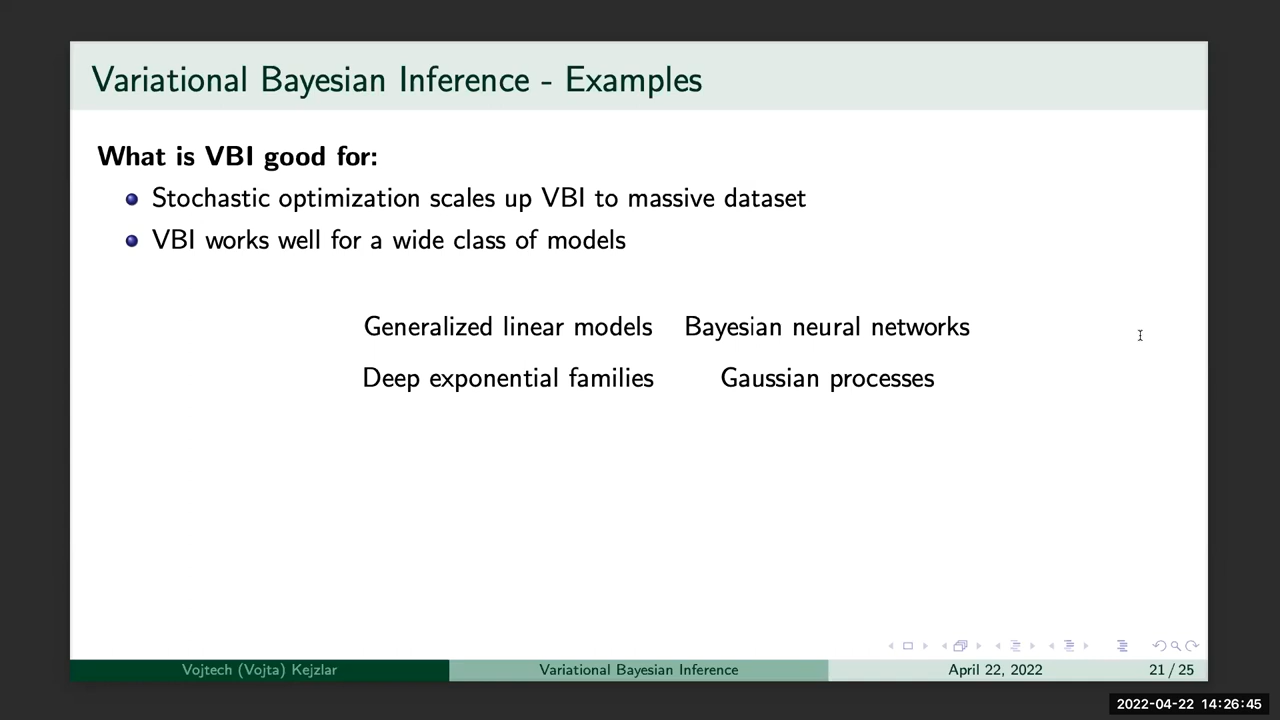 Variational Bayesian Inference - Examples
What is VBI good for:
Stochastic optimization scales up VBI to massive dataset
VBI works well for a wide class of models
Generalized linear models Bayesian neural networks
Deep exponential families Gaussian processes
Vojtech (Vojta) Kejzlar Variational Bayesian Inference April 22, 2022 21 / 25
2022-04-22 14:26:45